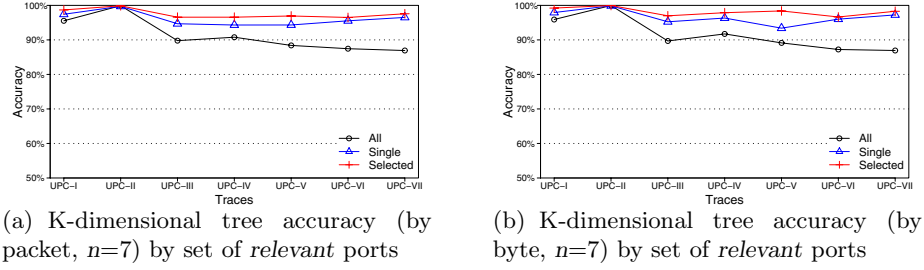 100%
90%
80%
70%
60%
50%
Accuracy
All
Single
Selected
UPC−I UPC−II UPC−III UPC−IV UPC−V UPC−VI UPC−VII
Traces
(a) K-dimensional tree accuracy (by
packet, n=7) by set of relevant ports
100%
90%
80%
70%
60%
50%
Accuracy
All
Single
Selected
UPC−I UPC−II UPC−III UPC−IV UPC−V UPC−VI UPC−VII
Traces
(b) K-dimensional tree accuracy (by
byte, n=7) by set of relevant ports